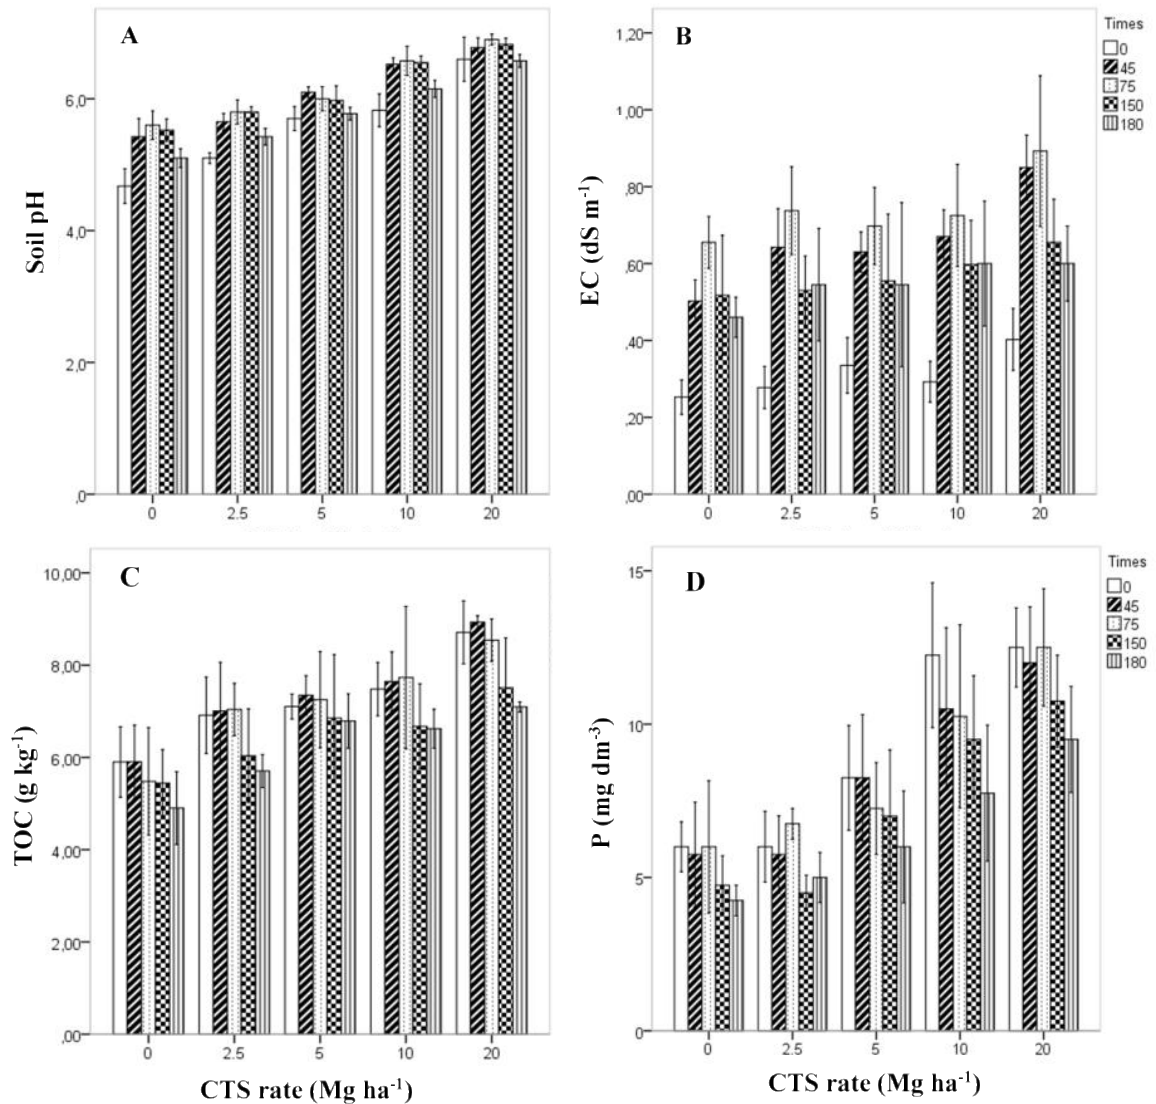 A
Soil pH
6,0
4,0
2,0
,0
0 2.5 5 10 20
B
EC (dS m-1)
1,20
1,00
,80
,60
,40
,20
,00
0 2.5 5 10 20
Times
0
45
75
150
180
C
TOC (g kg-1)
10,00
8,00
6,00
4,00
2,00
,00
0 2.5 5 10 20
CTS rate (Mg ha-1)
D
P (mg dm-3)
15
10
5
0
0 2.5 5 10 20
CTS rate (Mg ha-1)
Times
0
45
75
150
180